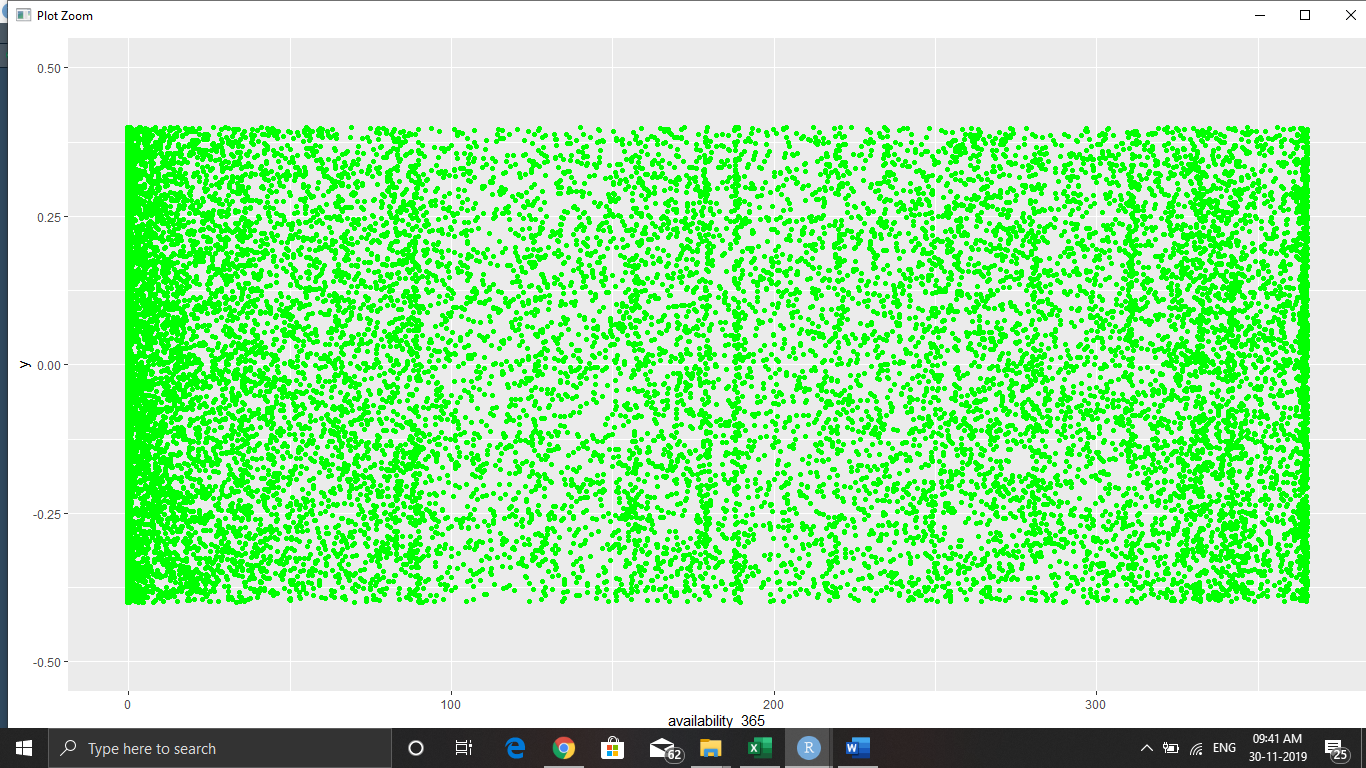 Plot Zoom
0.50
0.25
0.00
-0.25
-0.50
y
0 100 200 300
availability_365
Type here to search
62
R
W
ENG
09:41 AM
30-11-2019
25